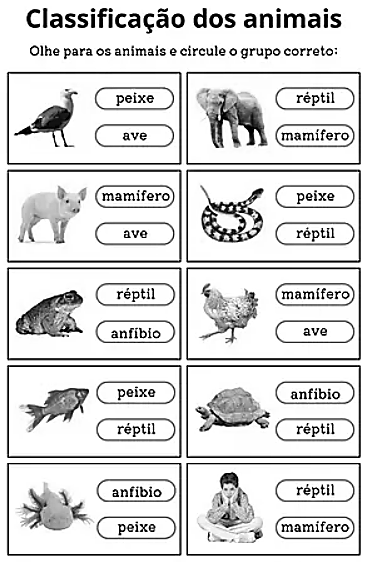 Classificação dos animais
Olhe para os animais e circule o grupo correto:
peixe
ave
réptil
mamífero
mamífero
ave
peixe
réptil
réptil
anfíbio
mamífero
ave
peixe
réptil
anfíbio
réptil
anfíbio
peixe
réptil
mamífero